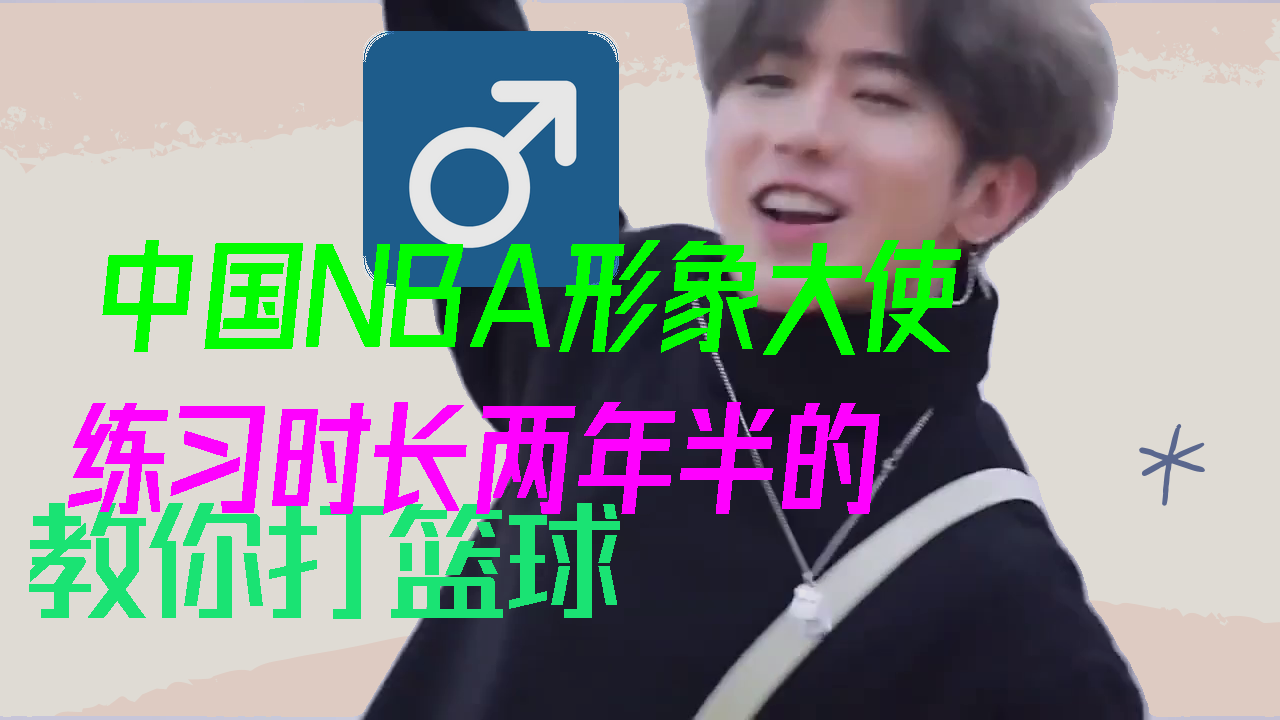 中国NBA形象大使
练习时长两年半的
教你打篮球